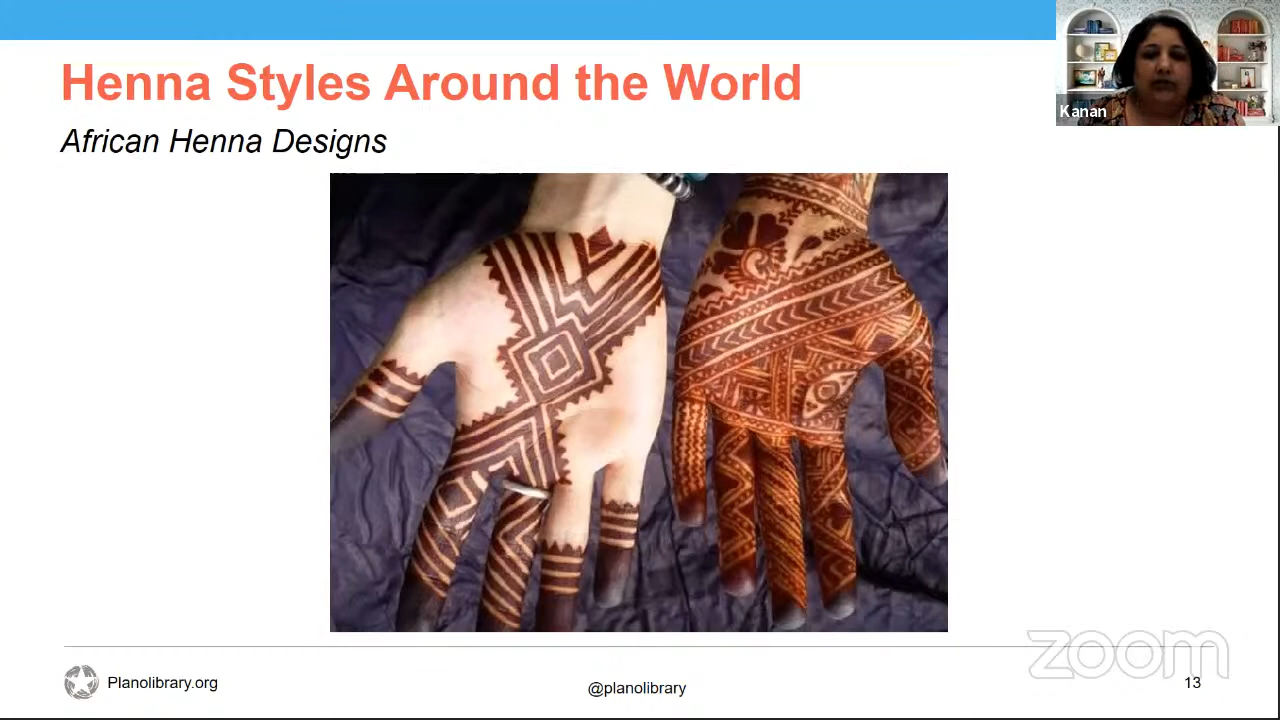 Henna Styles Around the World
Kanan
African Henna Designs
zoom
Planolibrary.org
@planolibrary
13